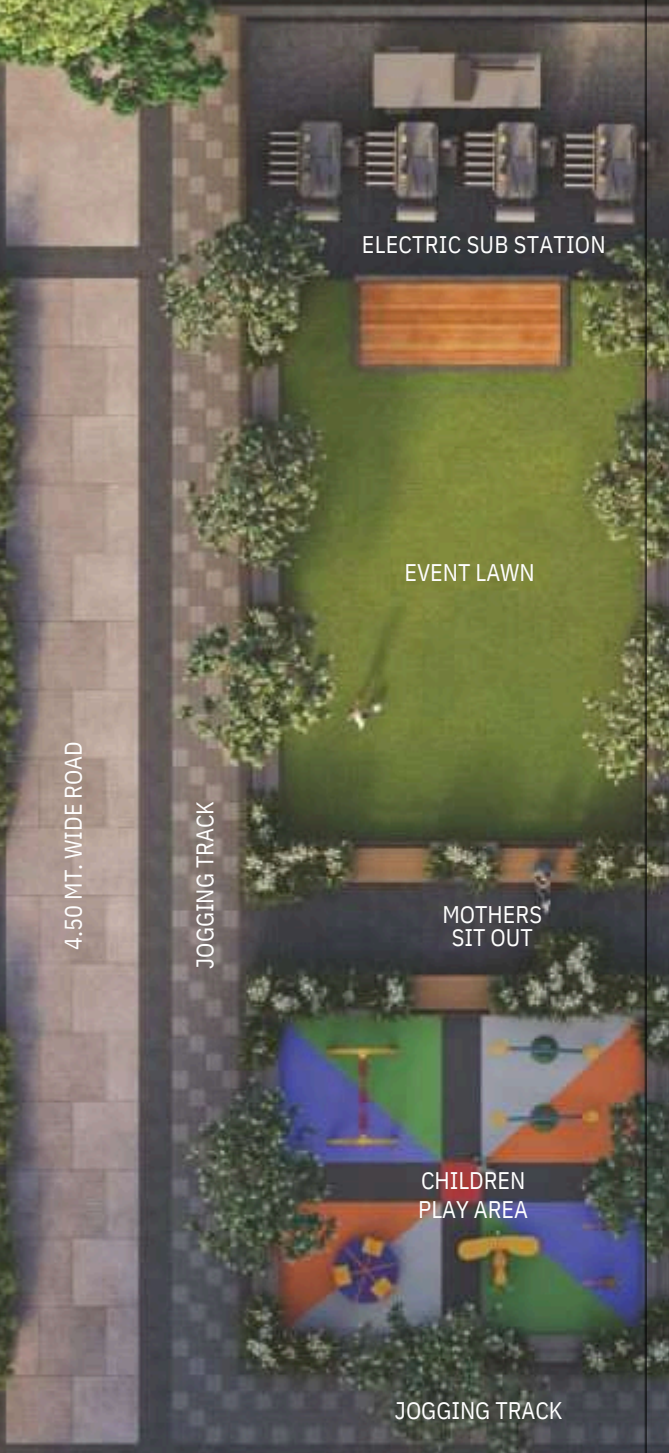 ELECTRIC SUB STATION
EVENT LAWN
4.50 MT. WIDE ROAD
JOGGING TRACK
MOTHERS
SIT OUT
CHILDREN
PLAY AREA
JOGGING TRACK